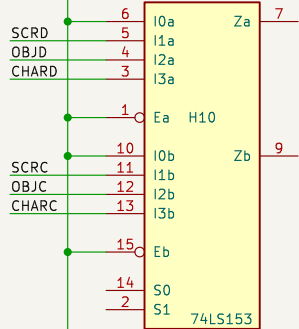 6 I0a Za 7
SCRD 5 I1a
OBJD 4 I2a
CHARD 3 I3a
1 Ea H10
10 I0b Zb 9
SCRC 11 I1b
OBJC 12 I2b
CHARC 13 I3b
15 Eb
14 S0
2 S1
74LS153